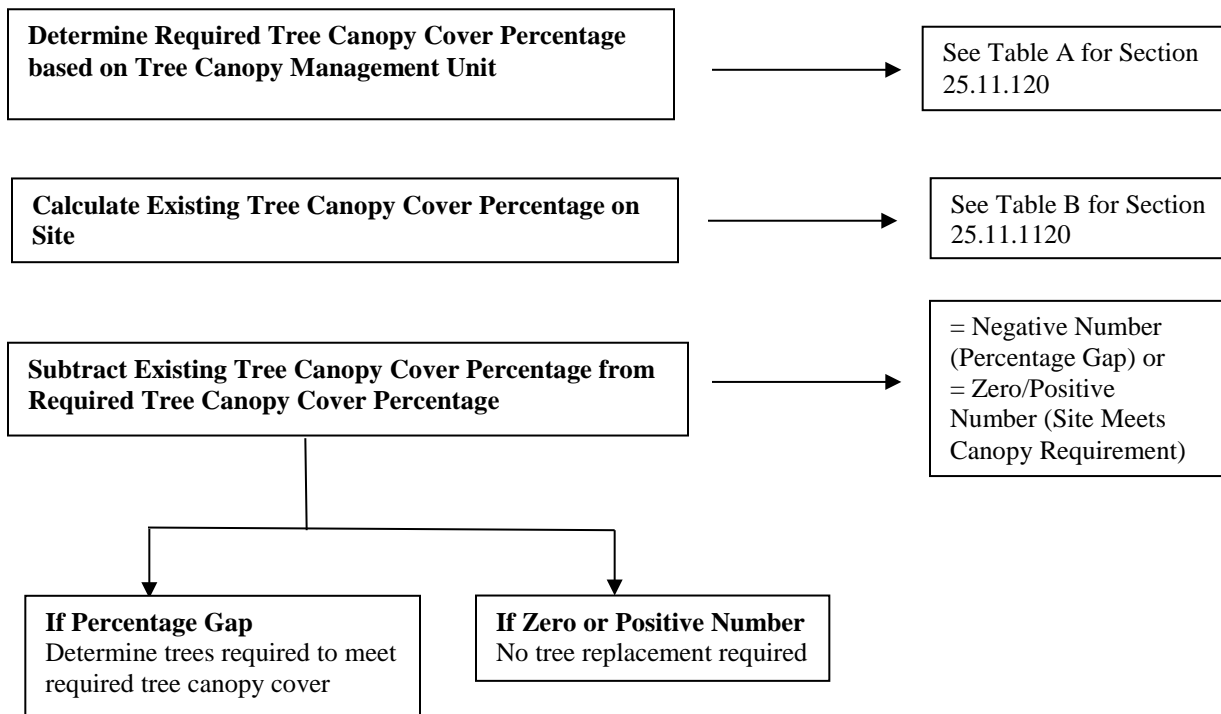 Determine Required Tree Canopy Cover Percentage
based on Tree Canopy Management Unit
See Table A for Section
25.11.120
Calculate Existing Tree Canopy Cover Percentage on
Site
See Table B for Section
25.11.1120
Subtract Existing Tree Canopy Cover Percentage from
Required Tree Canopy Cover Percentage
= Negative Number
(Percentage Gap) or
= Zero/Positive
Number (Site Meets
Canopy Requirement)
If Percentage Gap
Determine trees required to meet
required tree canopy cover
If Zero or Positive Number
No tree replacement required